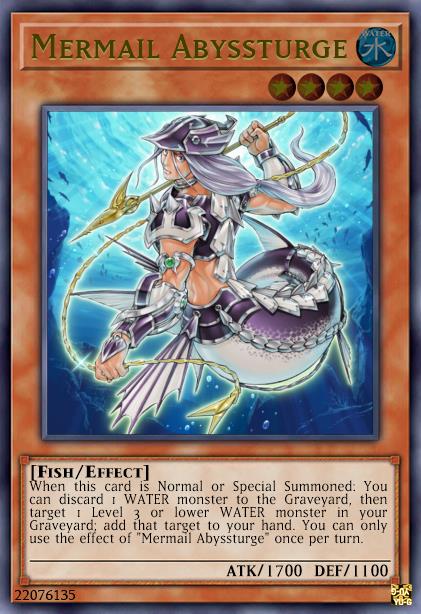 Mermail Abyssturge
WATER
水
[Fish/Effect]
When this card is Normal or Special Summoned: You
can discard 1 WATER monster to the Graveyard, then
target 1 Level 3 or lower WATER monster in your
Graveyard; add that target to your hand. You can only
use the effect of "Mermail Abyssturge" once per turn.
ATK/1700 DEF/1100
22076135